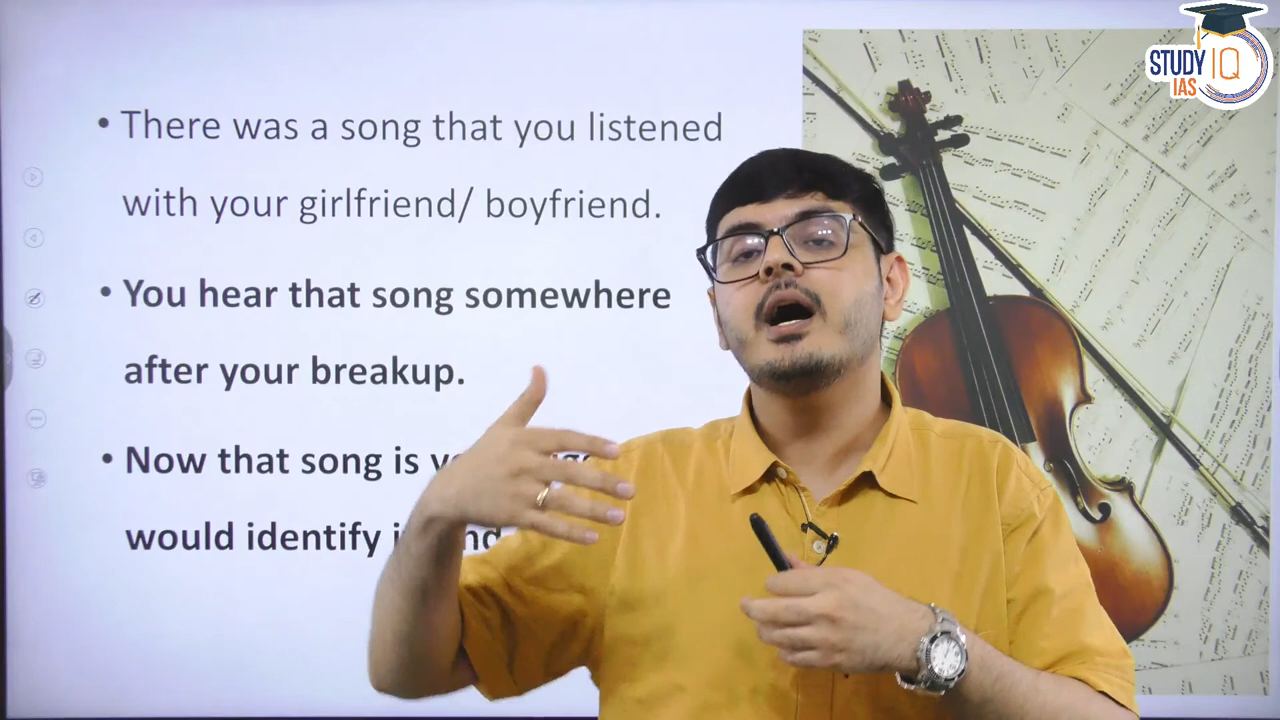 • There was a song that you listened
with your girlfriend/ boyfriend.
• You hear that song somewhere
after your breakup.
• Now that song is
would identify
STUDY IQ
IAS